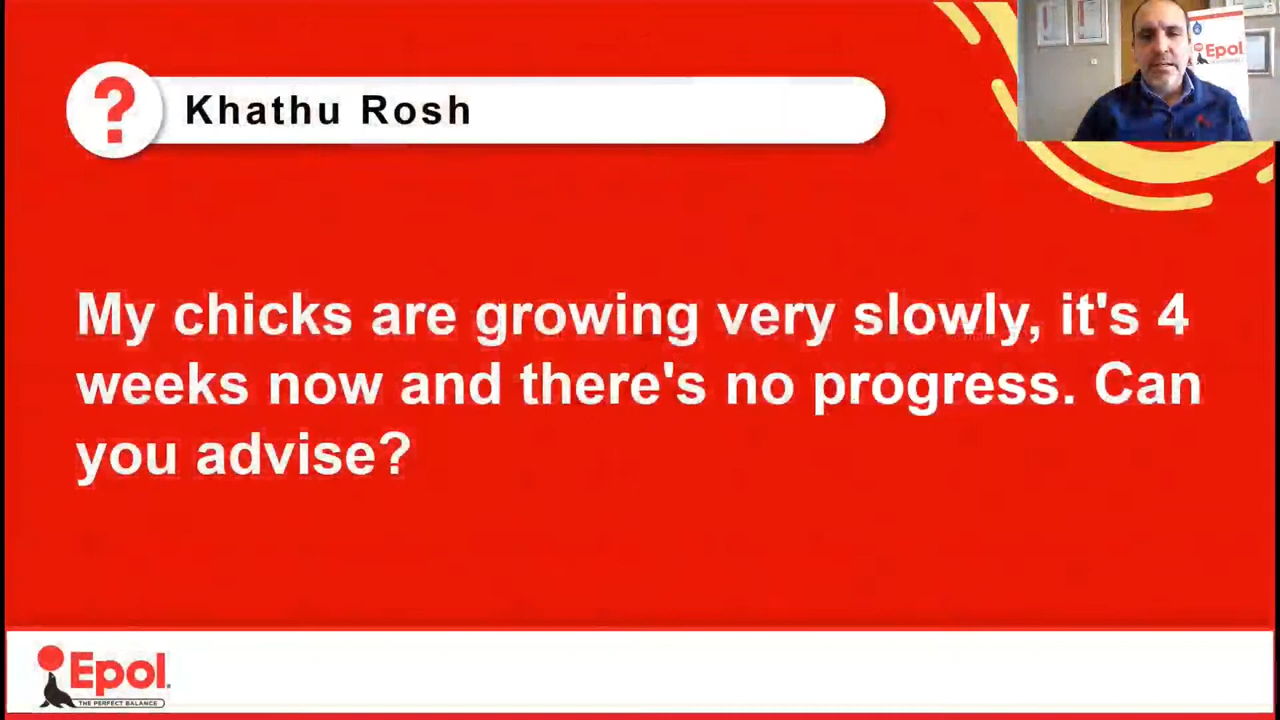 ?
Khathu Rosh
Epol
My chicks are growing very slowly, it's 4
weeks now and there's no progress. Can
you advise?
Epol.
THE PERFECT BALANCE